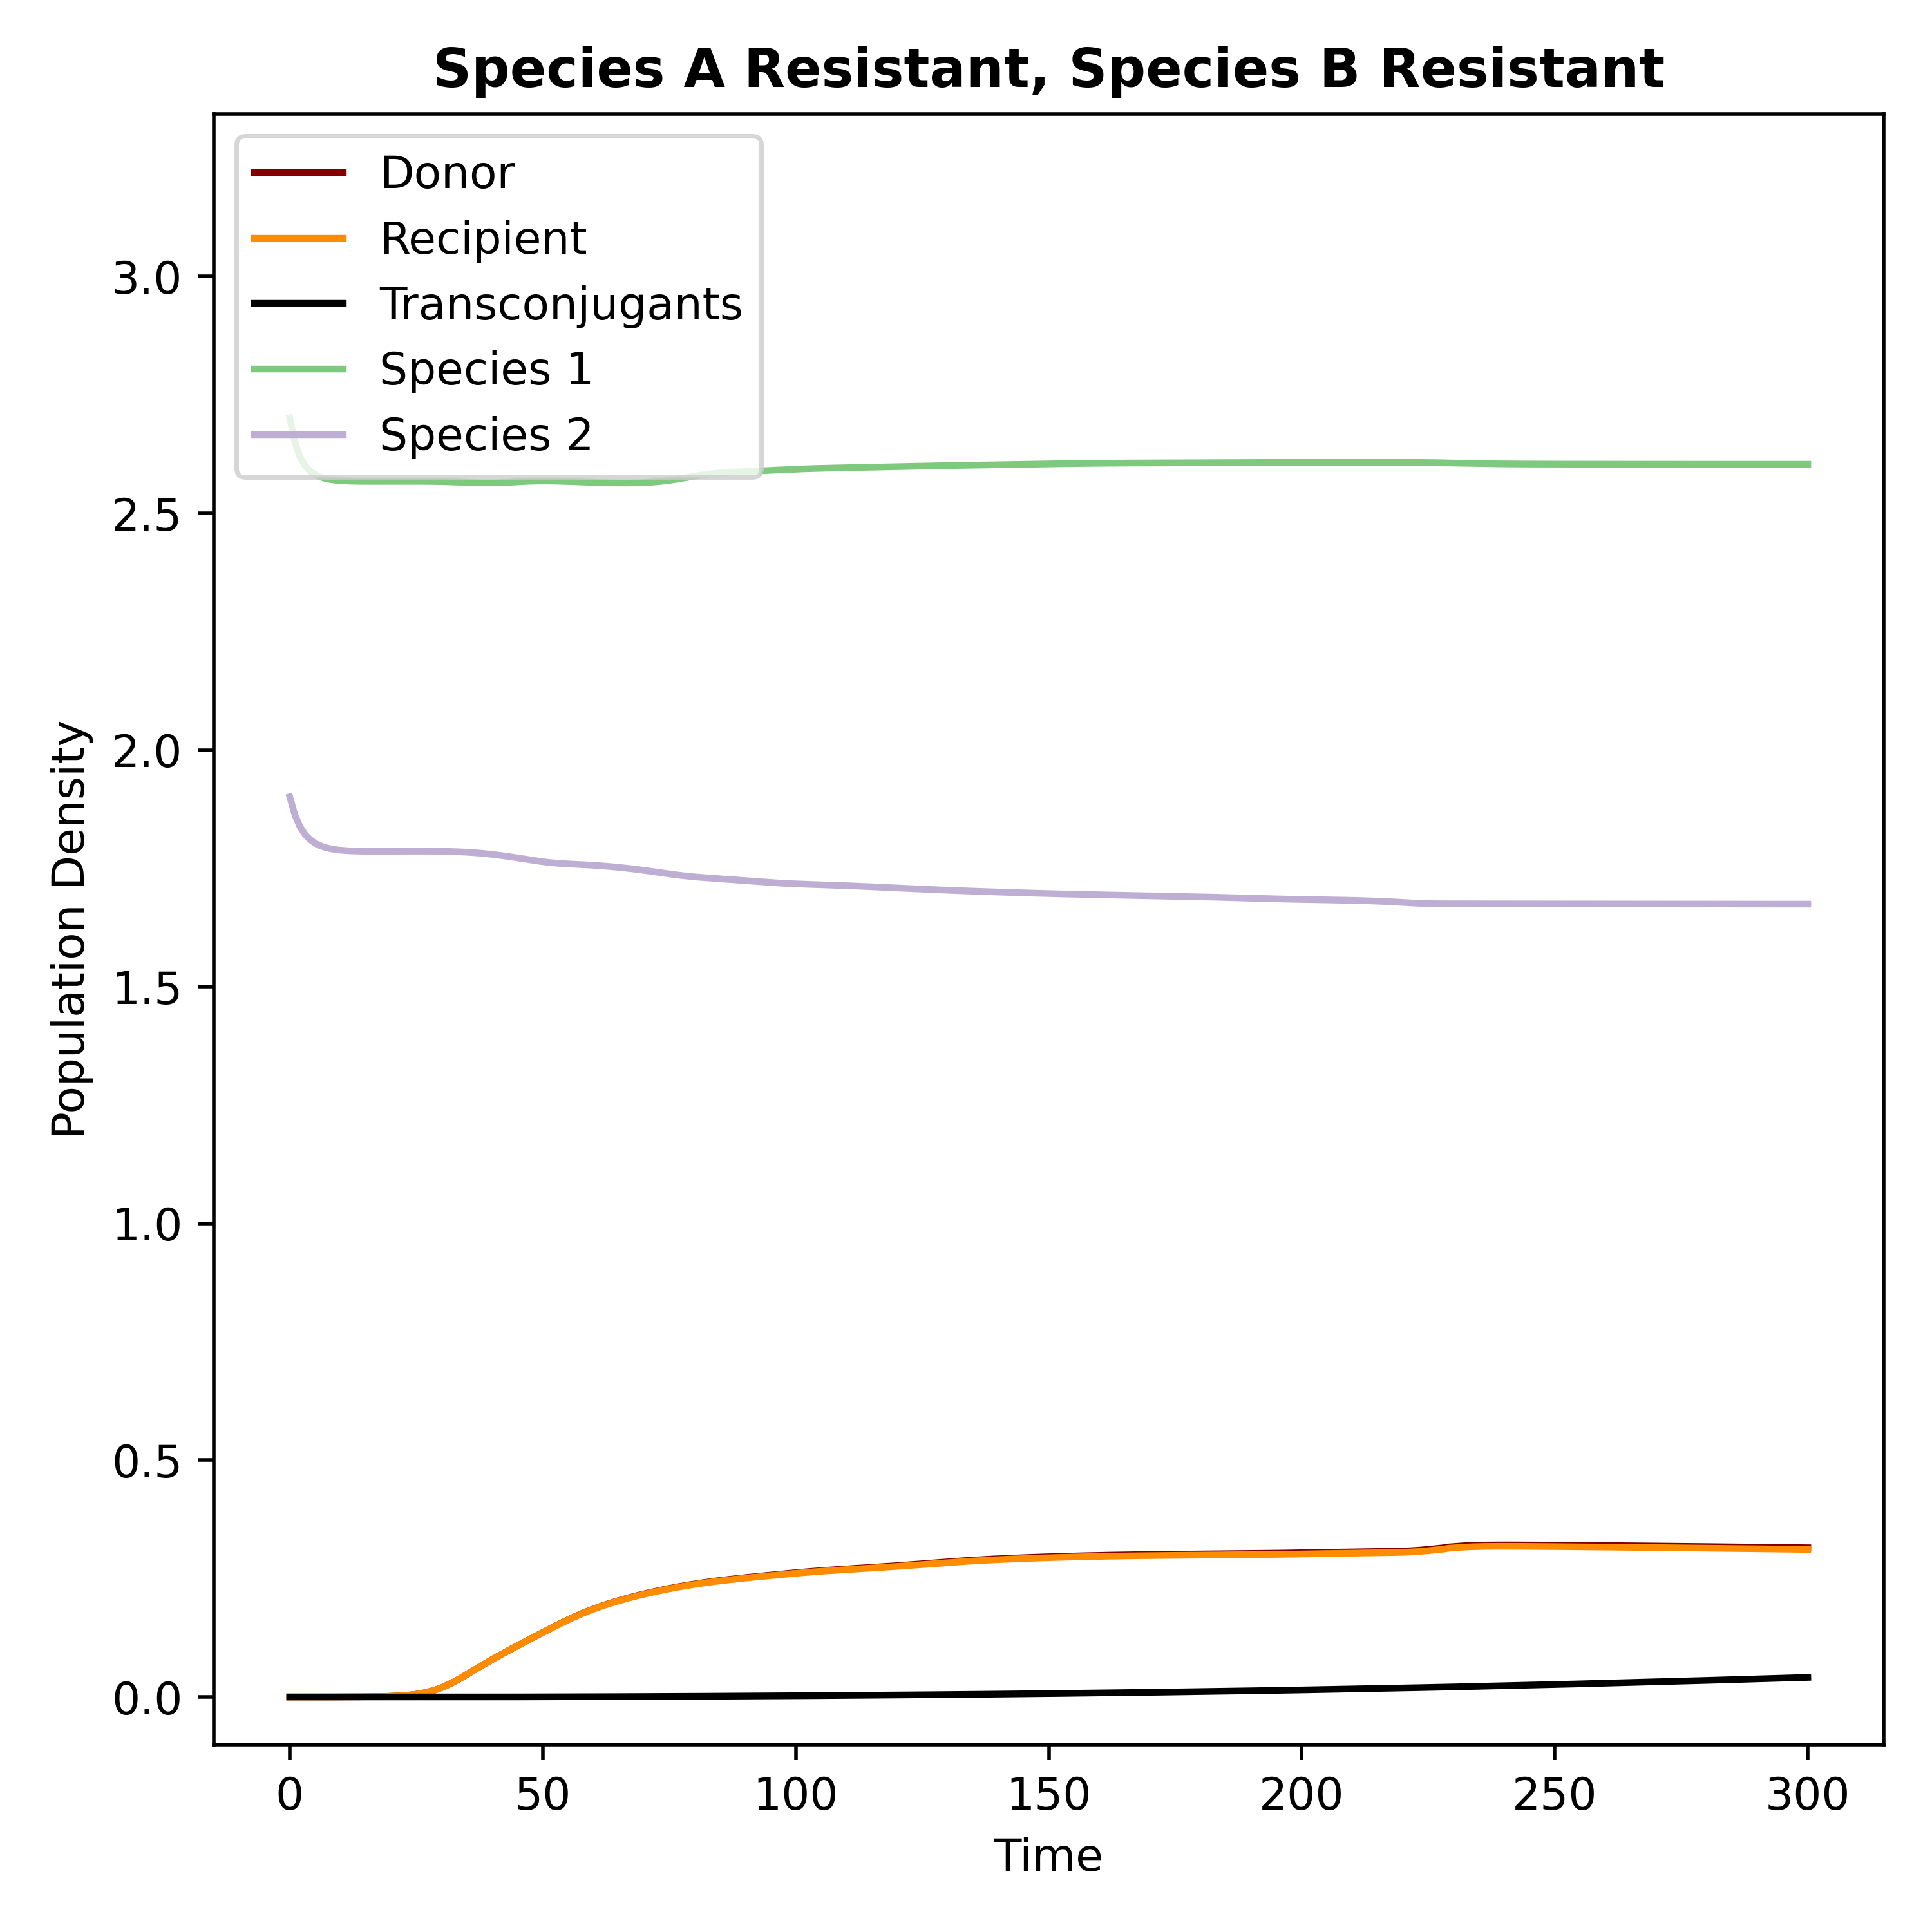 Species A Resistant, Species B Resistant
Donor
Recipient
Transconjugants
Species 1
Species 2
3.0
2.5
2.0
1.5
1.0
0.5
0.0
Population Density
0 50 100 150 200 250 300
Time